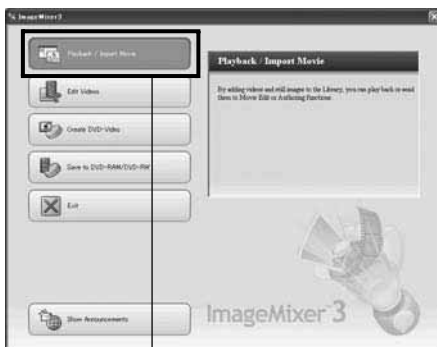 ImageMixer3
Playback / Import Movie
Edit Videos
Create DVD-Video
Save to DVD-RAM/DVD-RW
Exit
Show Announcements
Playback / Import Movie
By adding videos and still images to the Library, you can play back or send
them to Movie Edit or Authoring functions.
ImageMixer 3